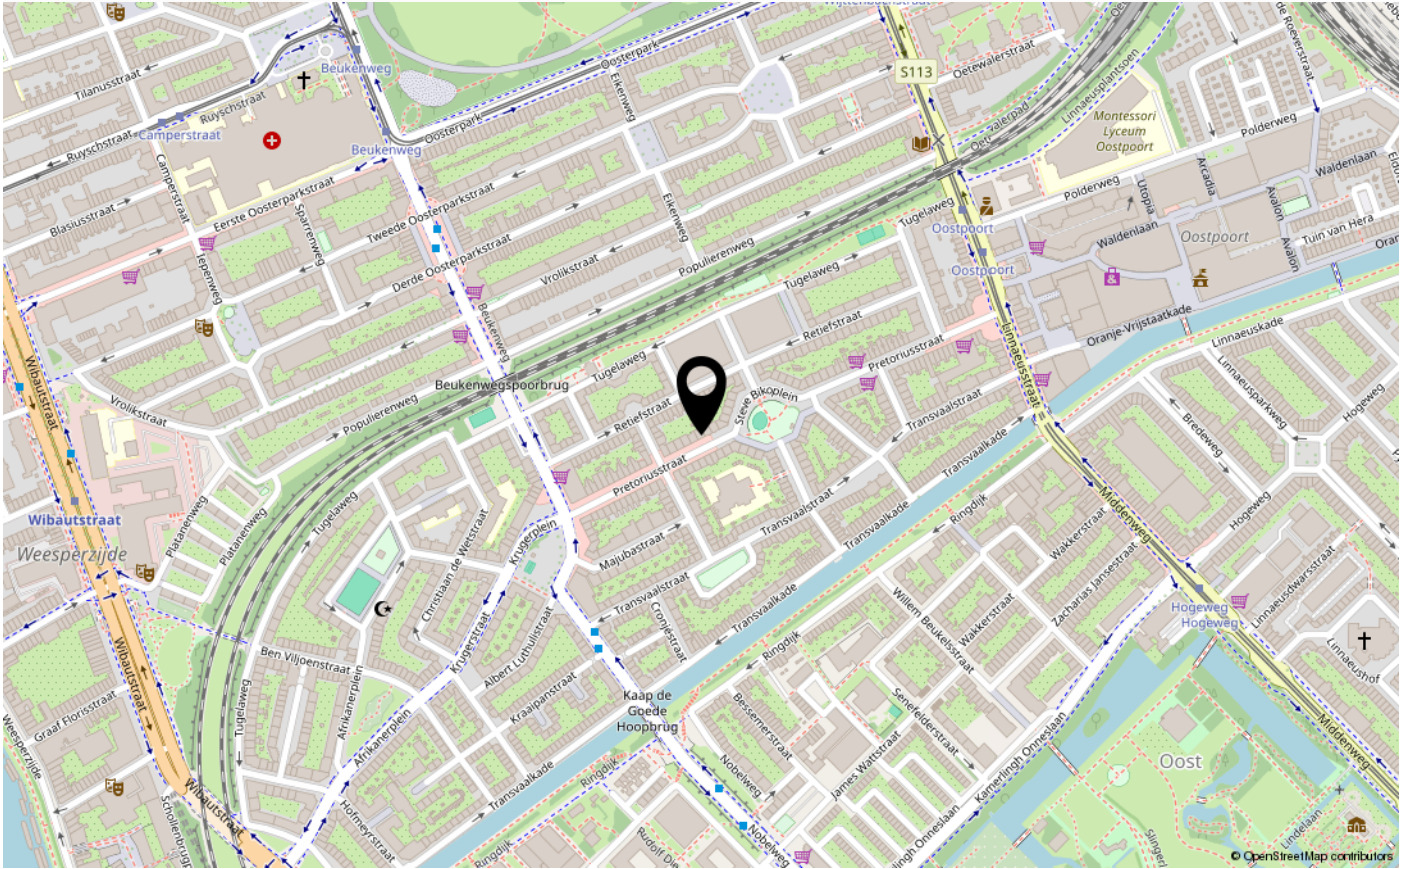 Wijttenbachstraat
Oosterpark
Oetewalerstraat
S113
Beukenweg
Tilanusstraat
Ruyschstraat
Camperstraat
Ruyschstraat
Beukenweg
Oosterpark
Eikenweg
Linnaeusplantsoen
de Roeverstraat
Montessori
Lyceum
Oostpoort
Polderweg
Waldenlaan
Camperstraat
Eerste Oosterparkstraat
Blasiusstraat
Sparrenweg
Tweede Oosterparkstraat
Derde Oosterparkstraat
Eikenweg
Populierenweg
Vrolikstraat
Iepenweg
Beukenweg
Tugelaweg
Oostpoort
Oostpoort
Polderweg
Utopia
Arcadia
Avalon
Avalon
Waldenlaan
Oostpoort
Tuin van Hera
Tugelaweg
Retiefstraat
Pretoriusstraat
Linnaeusstraat
Oranje-Vrijstaatkade
Linnaeuskade
Linnaeusparkweg
Hogeweg
Bredeweg
Wibautstraat
Vrolikstraat
Populierenweg
Beukenwegspoorbrug
Tugelaweg
Retiefstraat
Steve Bikoplein
Transvaalstraat
Transvaalkade
Pretoriusstraat
Wibautstraat
Weesperzijde
Platanenweg
Platanenweg
Tugelaweg
Christiaan de Wetstraat
Krugerplein
Majubastraat
Transvaalstraat
Transvaalkade
Ringdijk
Middenweg
Hogeweg
Wakkerstraat
Zacharias Jansestraat
Linnaeusdwarsstraat
Hogeweg
Hogeweg
Linnaeushof
Transvaalstraat
Cronjéstraat
Transvaalkade
Ringdijk
Willem Beukelsstraat
Wakkerstraat
Krugerstraat
Albert Luthulistraat
Kraaipanstraat
Ben Viljoenstraat
Tugelaweg
Afrikanerplein
Afrikanerplein
Wibautstraat
Graaf Florisstraat
Weesperzijde
Kaap de
Goede
Hoopbrug
Bessemerstraat
Senefelderstraat
James Wattstraat
Kamerlingh Onneslaan
Oost
Middenweg
Transvaalkade
Ringdijk
Nobelweg
Nobelweg
Wibautstraat
Hofmeyrstraat
Ringdijk
Lindelaan
© OpenStreetMap contributors